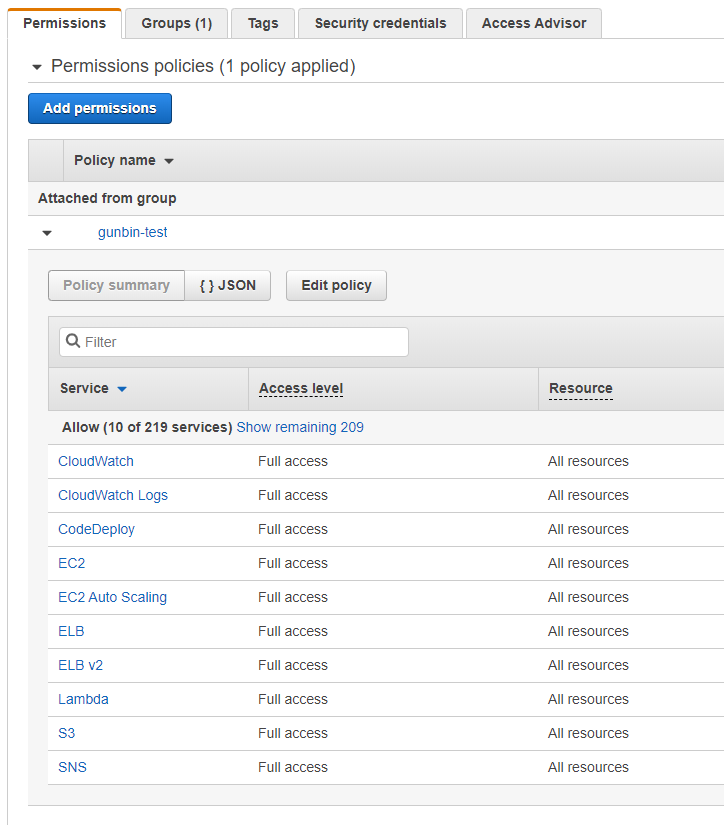 Permissions Groups (1) Tags Security credentials Access Advisor
Permissions policies (1 policy applied)
Add permissions
Policy name
Attached from group
gunbin-test
Policy summary { } JSON Edit policy
Filter
Service Access level Resource
Allow (10 of 219 services) Show remaining 209
CloudWatch Full access All resources
CloudWatch Logs Full access All resources
CodeDeploy Full access All resources
EC2 Full access All resources
EC2 Auto Scaling Full access All resources
ELB Full access All resources
ELB v2 Full access All resources
Lambda Full access All resources
S3 Full access All resources
SNS Full access All resources